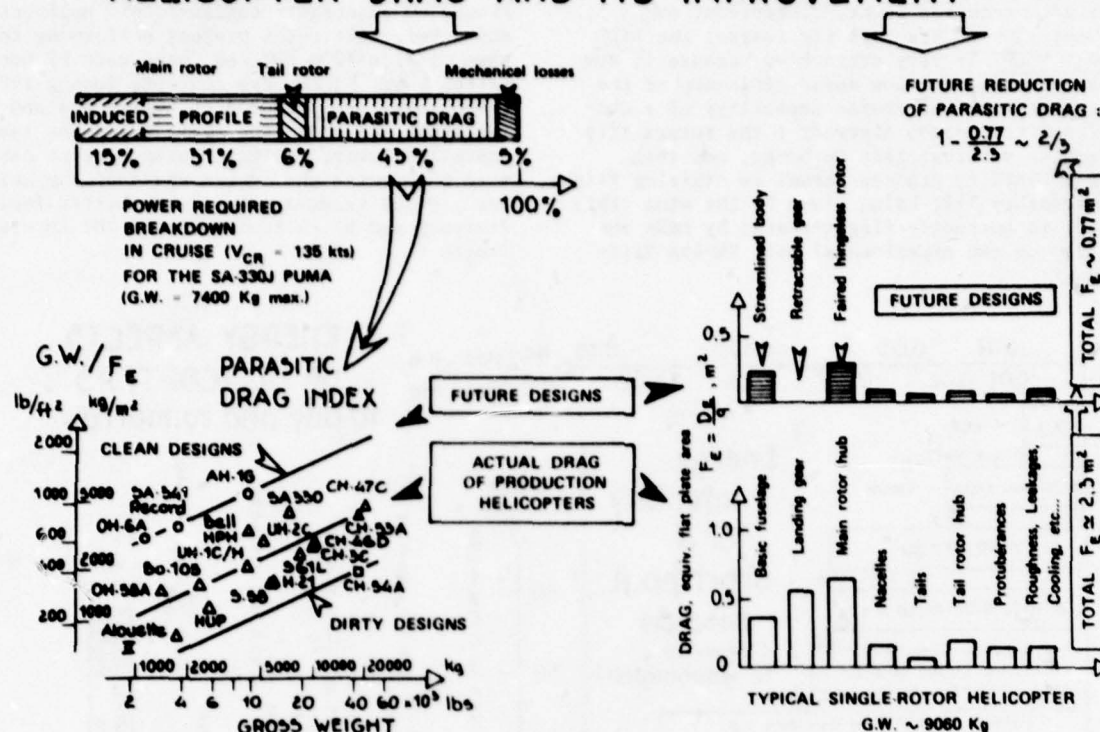 Main rotor
Tail rotor
Mechanical losses
INDUCED
PROFILE
PARASITIC DRAG
15%
31%
6%
45%
5%
100%
POWER REQUIRED
BREAKDOWN
IN CRUISE (VCR = 135 kts)
FOR THE SA-330J PUMA
(G.W. = 7400 Kg max.)
FUTURE REDUCTION
OF PARASITIC DRAG
1 - 0.77/2.5 ~ 2/3
G.W./FE
lb/ft² kg/m²
PARASITIC
DRAG INDEX
CLEAN DESIGNS
DIRTY DESIGNS
2000
1000 5000
600
2000
400
200 1000
AH-1G
SA-341
Record
OH-6A
Bell
HPH
SA330
UH-2C
CH-47C
CH-53A
CH-46D
CH-3C
S61L
UH-1C/H
Bo-105
OH-58A
S-58
H-21
CH-54A
HUP
Alouette
II
1000 2000 5000 10000 20000 kg
2 4 6 10 20 40 60 ×10³ lbs
GROSS WEIGHT
FUTURE DESIGNS
ACTUAL DRAG
OF PRODUCTION
HELICOPTERS
Streamlined body
Retractable gear
Faired hingeless rotor
FUTURE DESIGNS
0.5
TOTAL FE ~ 0.77 m²
DRAG, equiv. flat plate area FE = DE/q, m²
1.0
0.5
0
Basic fuselage
Landing gear
Main rotor hub
Nacelles
Tails
Tail rotor hub
Protubérances
Roughness, Leakages,
Cooling, etc...
TOTAL FE ≃ 2.5 m²
TYPICAL SINGLE-ROTOR HELICOPTER
G.W. ~ 9060 Kg